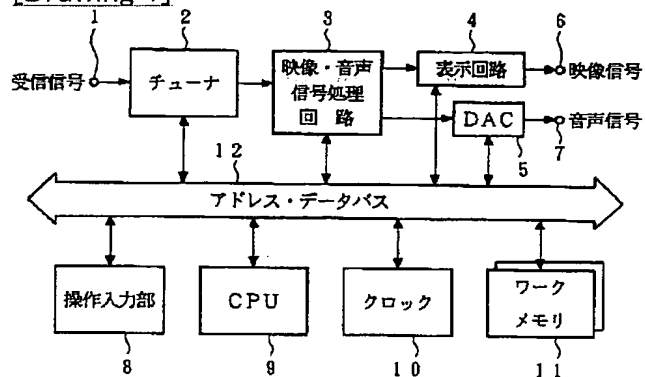 1
2
3
4
6
受信信号
チューナ
映像・音声
信号処理
回 路
表示回路
映像信号
DAC
音声信号
5
7
12
アドレス・データバス
操作入力部
CPU
クロック
ワーク
メモリ
8
9
10
11